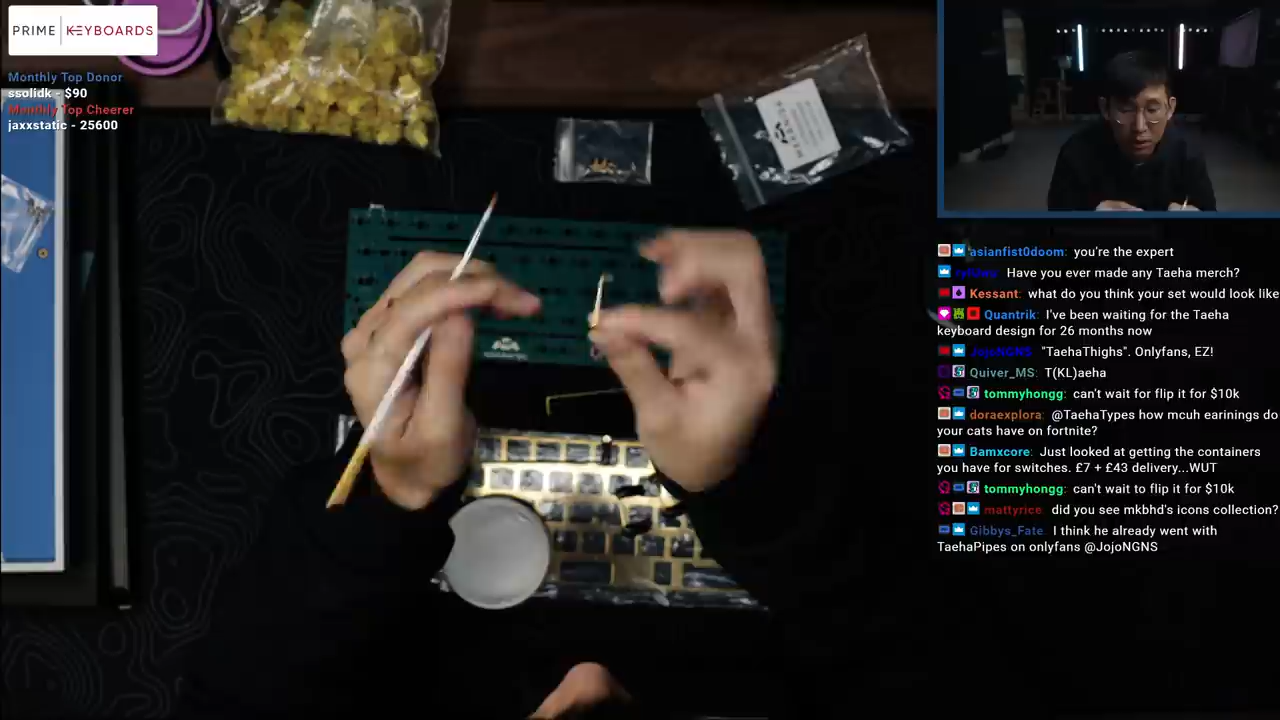 PRIME | KEYBOARDS
Monthly Top Donor
ssolidk - $90
Monthly Top Cheerer
jaxxstatic - 25600
asianfist0doom: you're the expert
Have you ever made any Taeha merch?
Kessant: what do you think your set would look like
Quantrik: I've been waiting for the Taeha
keyboard design for 26 months now
JojoNGNS: "TaehaThighs". Onlyfans, EZ!
Quiver_MS: T(KL)aeha
tommyhongg: can't wait for flip it for $10k
doraexplora: @TaehaTypes how mcuh earinings do
your cats have on fortnite?
Bamxcore: Just looked at getting the containers
you have for switches. £7 + £43 delivery...WUT
tommyhongg: can't wait to flip it for $10k
mattyrice: did you see mkbhd's icons collection?
Gibbys_Fate: I think he already went with
TaehaPipes on onlyfans @JojoNGNS